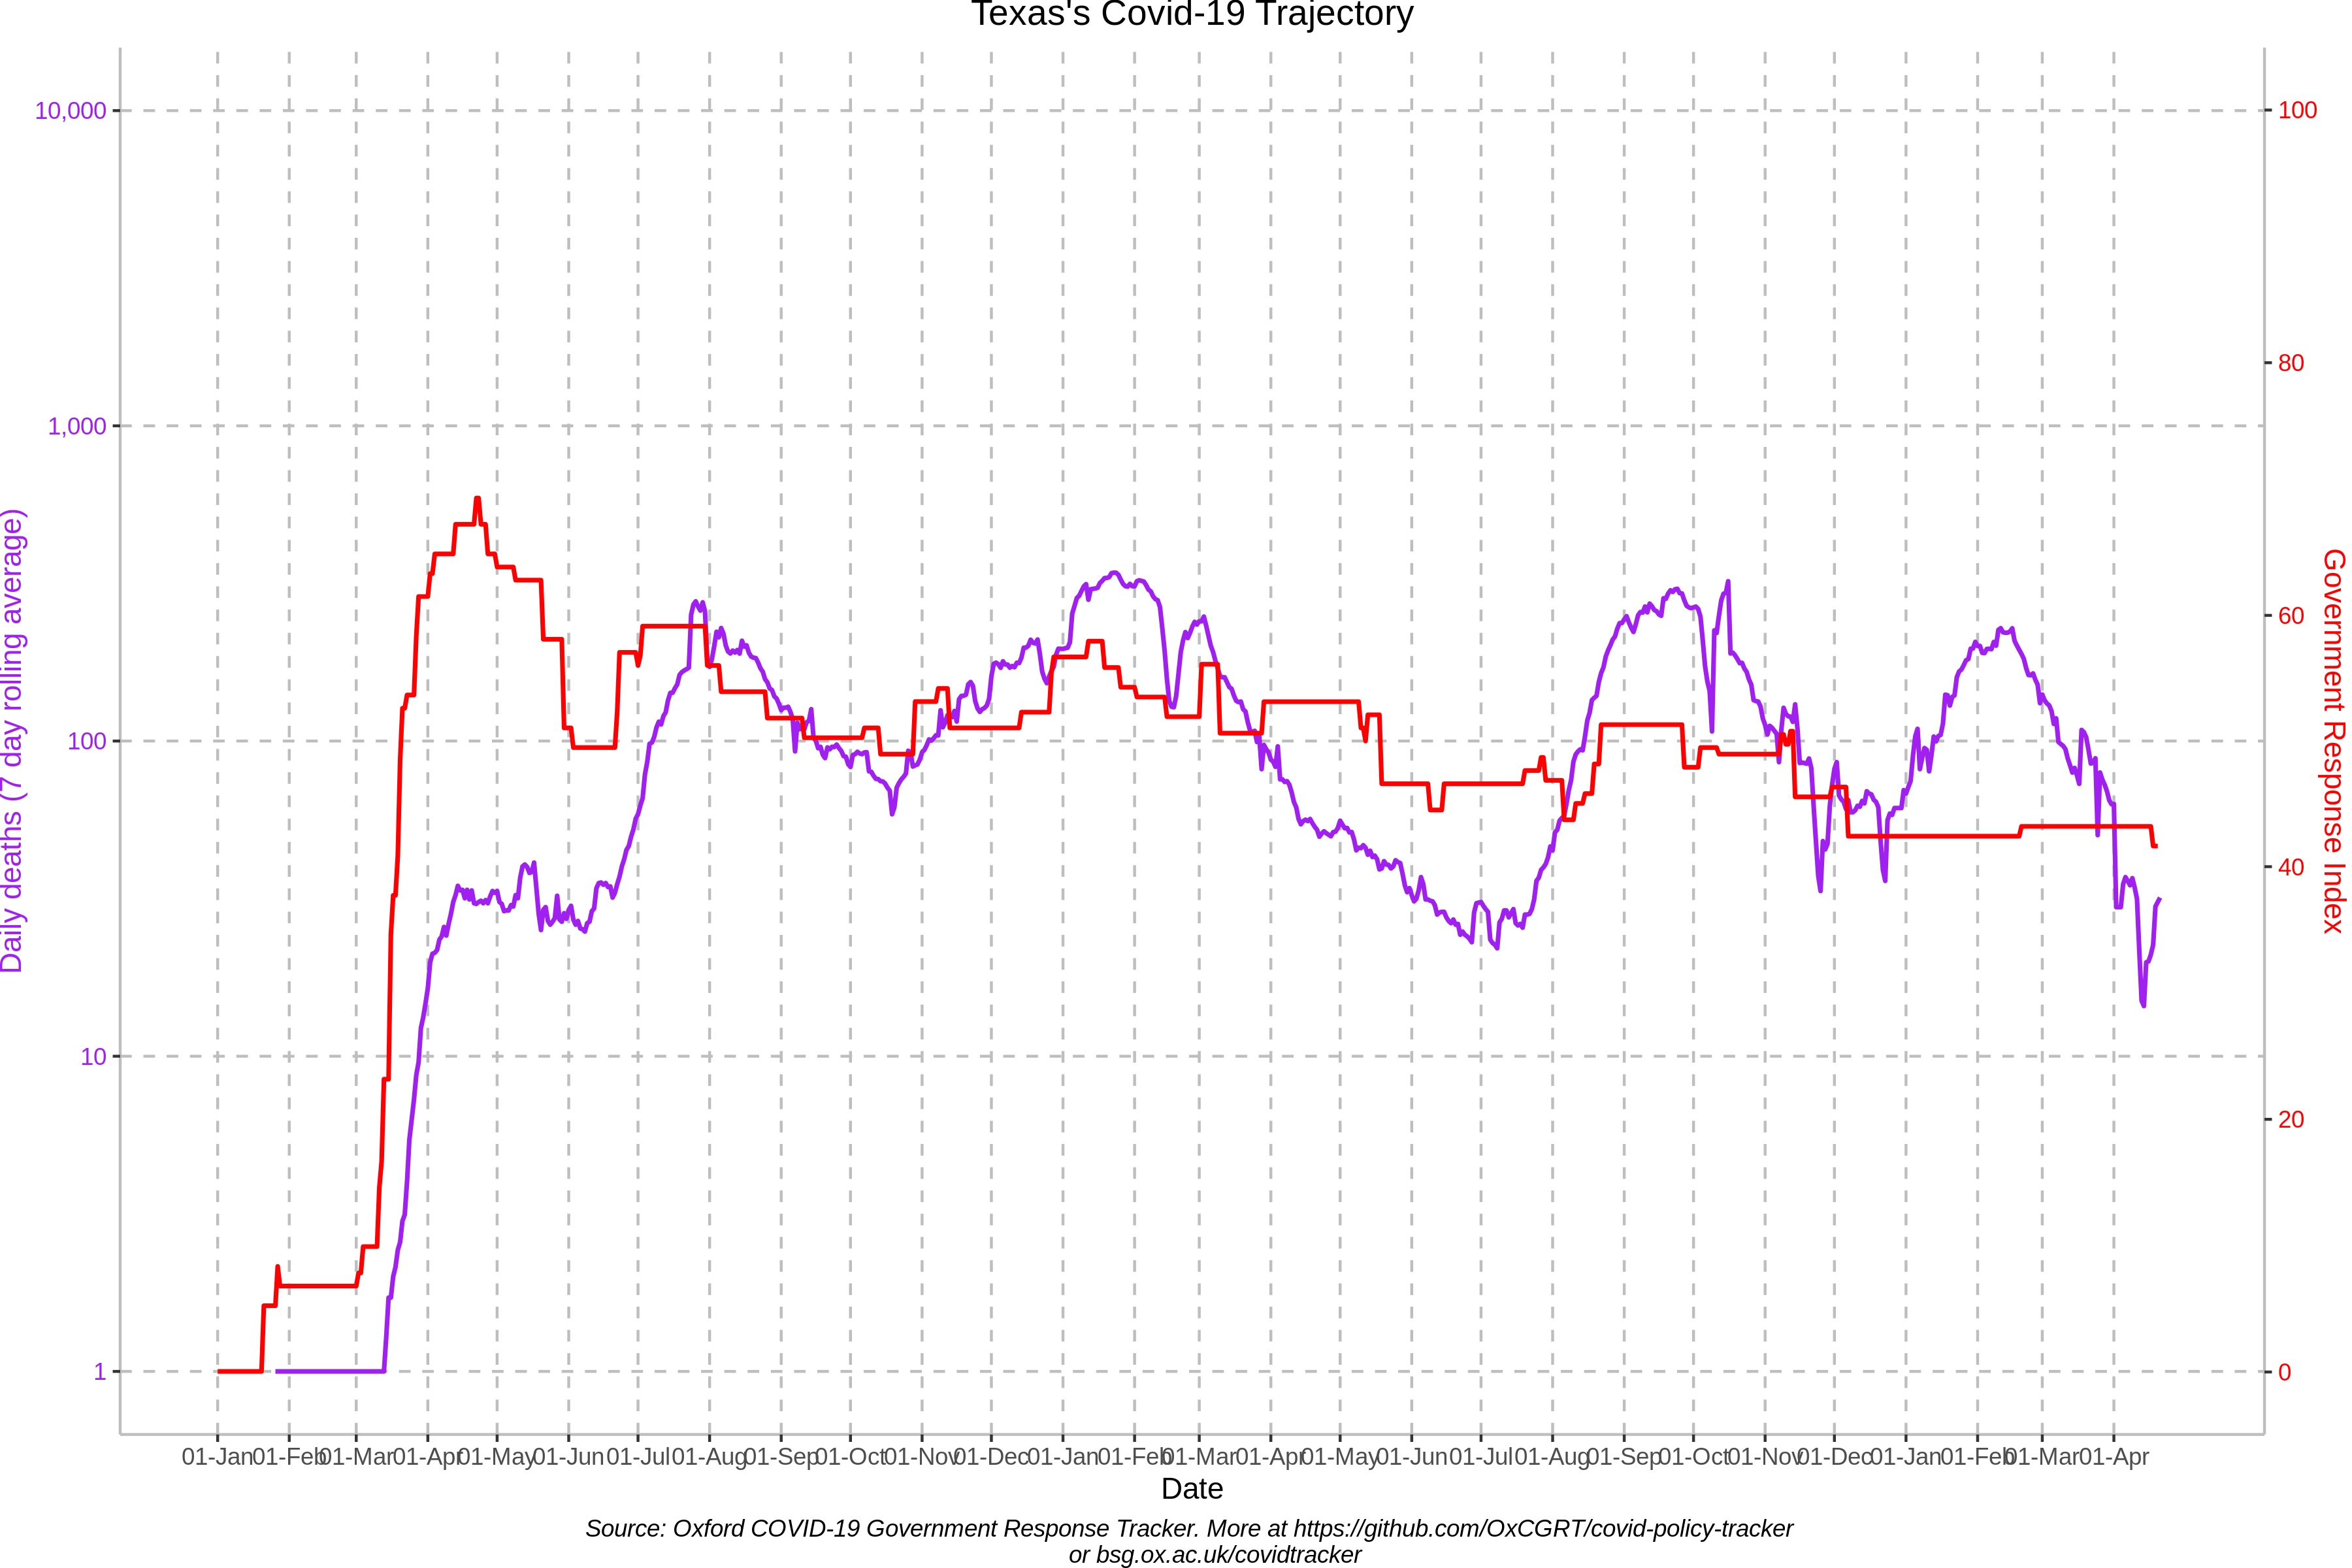 Texas's Covid-19 Trajectory
10,000
1,000
100
10
1
Daily deaths (7 day rolling average)
100
80
60
40
20
0
Government Response Index
01-Jan 01-Feb 01-Mar 01-Apr 01-May 01-Jun 01-Jul 01-Aug 01-Sep 01-Oct 01-Nov 01-Dec 01-Jan 01-Feb 01-Mar 01-Apr 01-May 01-Jun 01-Jul 01-Aug 01-Sep 01-Oct 01-Nov 01-Dec 01-Jan 01-Feb 01-Mar 01-Apr
Date
Source: Oxford COVID-19 Government Response Tracker. More at https://github.com/OxCGRT/covid-policy-tracker
or bsg.ox.ac.uk/covidtracker